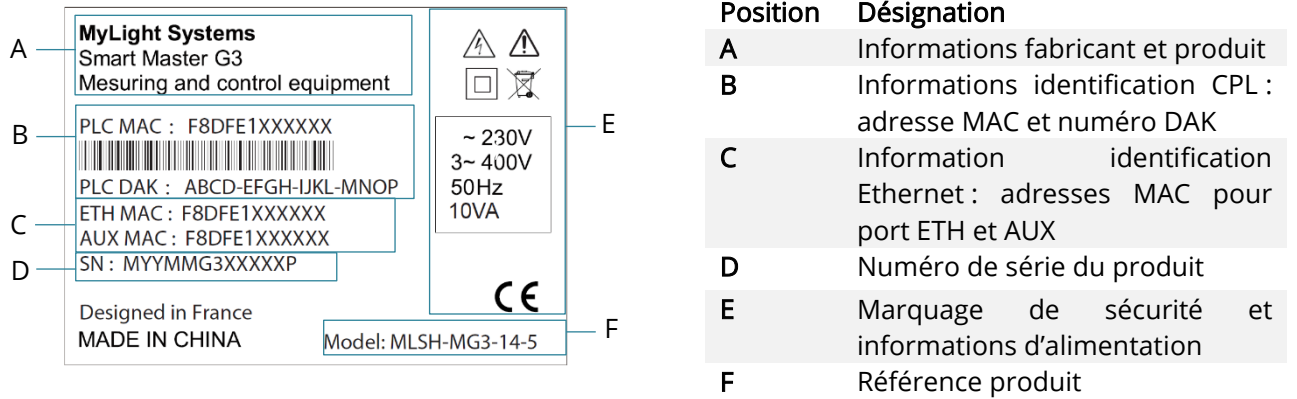 A
MyLight Systems
Smart Master G3
Mesuring and control equipment
B
PLC MAC : F8DFE1XXXXXX
PLC DAK : ABCD-EFGH-IJKL-MNOP
C
ETH MAC : F8DFE1XXXXXX
AUX MAC : F8DFE1XXXXXX
D
SN : MYYMMG3XXXXXP
Designed in France
MADE IN CHINA
E
~ 230V
3~ 400V
50Hz
10VA
CE
F
Model: MLSH-MG3-14-5
Position Désignation
A Informations fabricant et produit
B Informations identification CPL :
adresse MAC et numéro DAK
C Information identification
Ethernet : adresses MAC pour
port ETH et AUX
D Numéro de série du produit
E Marquage de sécurité et
informations d’alimentation
F Référence produit